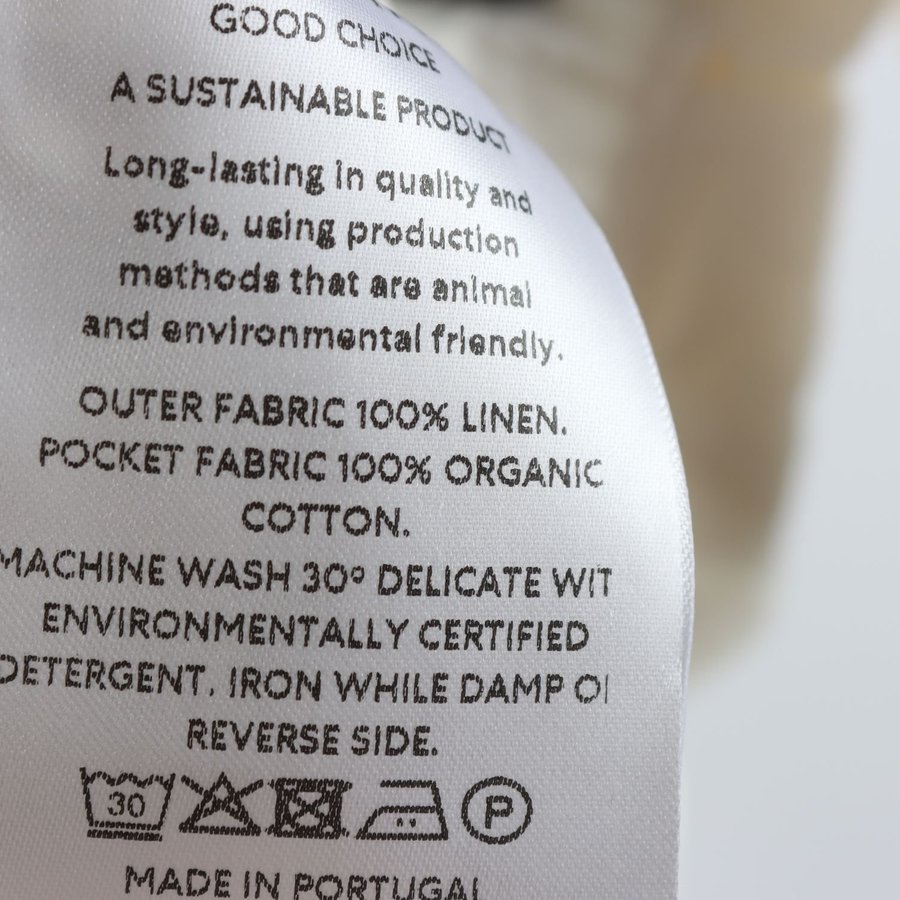 GOOD CHOICE
A SUSTAINABLE PRODUCT
Long-lasting in quality and
style, using production
methods that are animal
and environmental friendly.
OUTER FABRIC 100% LINEN.
POCKET FABRIC 100% ORGANIC
COTTON.
MACHINE WASH 30º DELICATE WIT
ENVIRONMENTALLY CERTIFIED
DETERGENT. IRON WHILE DAMP
REVERSE SIDE.
30 P
MADE IN PORTUGAL